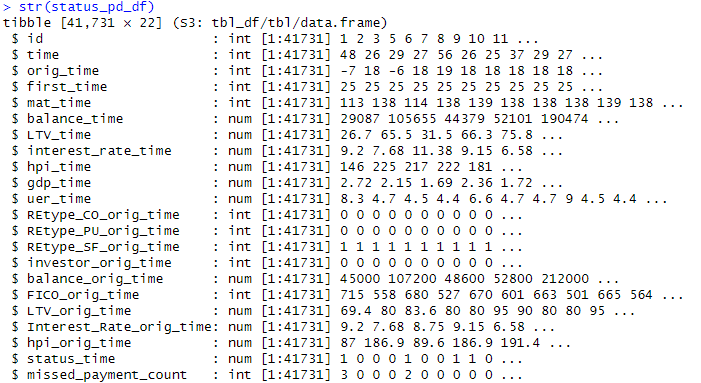 > str(status_pd_df)
tibble [41,731 × 22] (S3: tbl_df/tbl/data.frame)
 $ id                     : int [1:41731] 1 2 3 5 6 7 8 9 10 11 ...
 $ time                   : int [1:41731] 48 26 29 27 56 26 25 37 29 27 ...
 $ orig_time              : int [1:41731] -7 18 -6 18 19 18 18 18 18 18 ...
 $ first_time             : int [1:41731] 25 25 25 25 25 25 25 25 25 25 ...
 $ mat_time               : int [1:41731] 113 138 114 138 139 138 138 138 139 138 ...
 $ balance_time           : num [1:41731] 29087 105655 44379 52101 190474 ...
 $ LTV_time               : num [1:41731] 26.7 65.5 31.5 66.3 75.8 ...
 $ interest_rate_time     : num [1:41731] 9.2 7.68 11.38 9.15 6.58 ...
 $ hpi_time               : num [1:41731] 146 225 217 222 181 ...
 $ gdp_time               : num [1:41731] 2.72 2.15 1.69 2.36 1.72 ...
 $ uer_time               : num [1:41731] 8.3 4.7 4.5 4.4 6.6 4.7 4.7 9 4.5 4.4 ...
 $ REtype_CO_orig_time    : int [1:41731] 0 0 0 0 0 0 0 0 0 0 ...
 $ REtype_PU_orig_time    : int [1:41731] 0 0 0 0 0 0 0 0 0 0 ...
 $ REtype_SF_orig_time    : int [1:41731] 1 1 1 1 1 1 1 1 1 1 ...
 $ investor_orig_time     : int [1:41731] 0 0 0 0 0 0 0 0 0 0 ...
 $ balance_orig_time      : num [1:41731] 45000 107200 48600 52800 212000 ...
 $ FICO_orig_time         : int [1:41731] 715 558 680 527 670 601 663 501 665 564 ...
 $ LTV_orig_time          : num [1:41731] 69.4 80 83.6 80 80 95 90 80 80 95 ...
 $ Interest_Rate_orig_time: num [1:41731] 9.2 7.68 8.75 9.15 6.58 ...
 $ hpi_orig_time          : num [1:41731] 87 186.9 89.6 186.9 191.4 ...
 $ status_time            : num [1:41731] 1 0 0 0 1 0 0 1 1 0 ...
 $ missed_payment_count   : int [1:41731] 3 0 0 0 2 0 0 0 0 0 ...